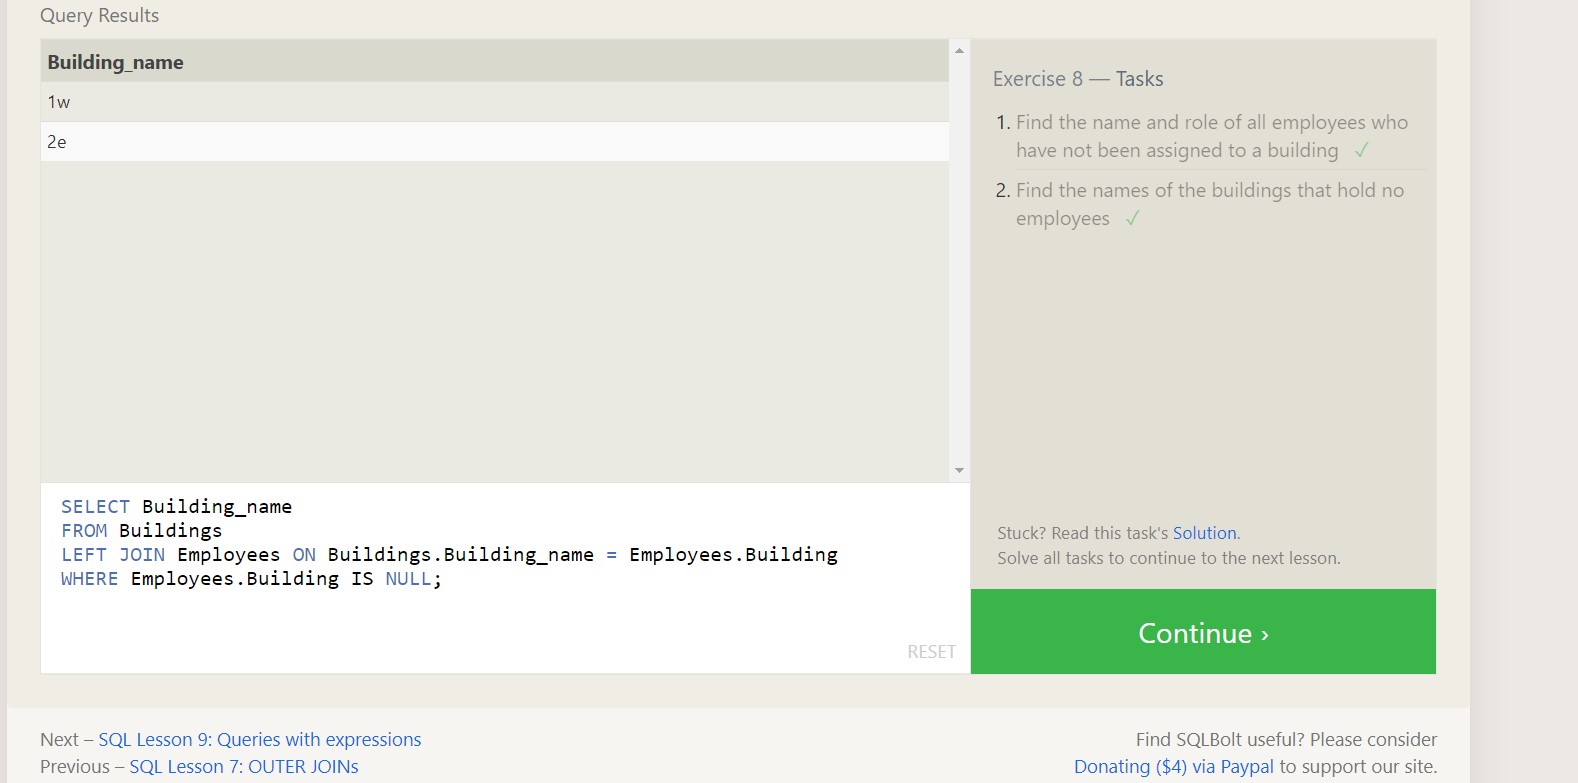 Query Results
Building_name
1w
2e
Exercise 8 — Tasks
1. Find the name and role of all employees who
have not been assigned to a building ✓
2. Find the names of the buildings that hold no
employees ✓
SELECT Building_name
FROM Buildings
LEFT JOIN Employees ON Buildings.Building_name = Employees.Building
WHERE Employees.Building IS NULL;
RESET
Stuck? Read this task's Solution.
Solve all tasks to continue to the next lesson.
Continue ›
Next – SQL Lesson 9: Queries with expressions
Previous – SQL Lesson 7: OUTER JOINs
Find SQLBolt useful? Please consider
Donating ($4) via Paypal to support our site.